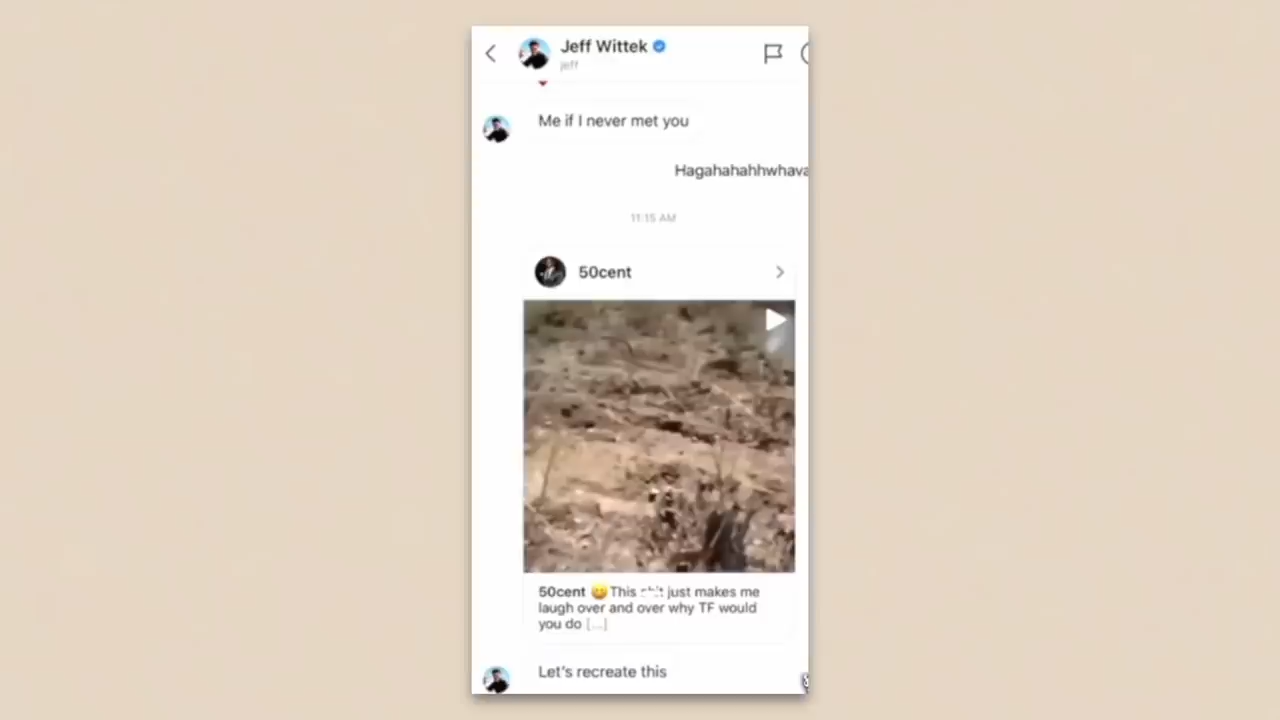 Jeff Wittek
jeff
Me if I never met you
Hagahahahhwhava
11:15 AM
50cent
50cent 😀This sh*t just makes me
laugh over and over why TF would
you do [...]
Let's recreate this